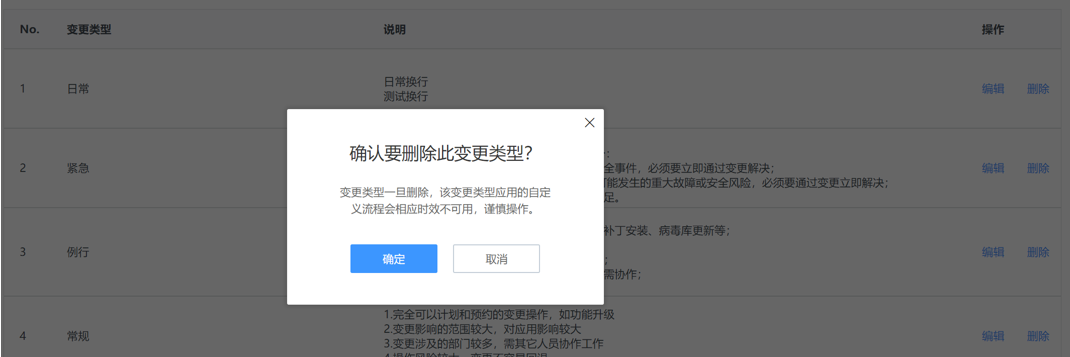 No. 变更类型 说明 操作
日常换行
1 日常 编辑 删除
测试换行
确认要删除此变更类型？
2 紧急 全事件，必须要立即通过变更解决； 编辑 删除
可能发生的重大故障或安全风险，必须要通过变更立即解决；
变更类型一旦删除，该变更类型应用的自定 足。
义流程会相应时效不可用，谨慎操作。
补丁安装、病毒库更新等；
3 例行 编辑 删除
确定 取消
需协作；
1.完全可以计划和预约的变更操作，如功能升级
2.变更影响的范围较大，对应用影响较大
4 常规 编辑 删除
3.变更涉及的部门较多，需其它人员协作工作